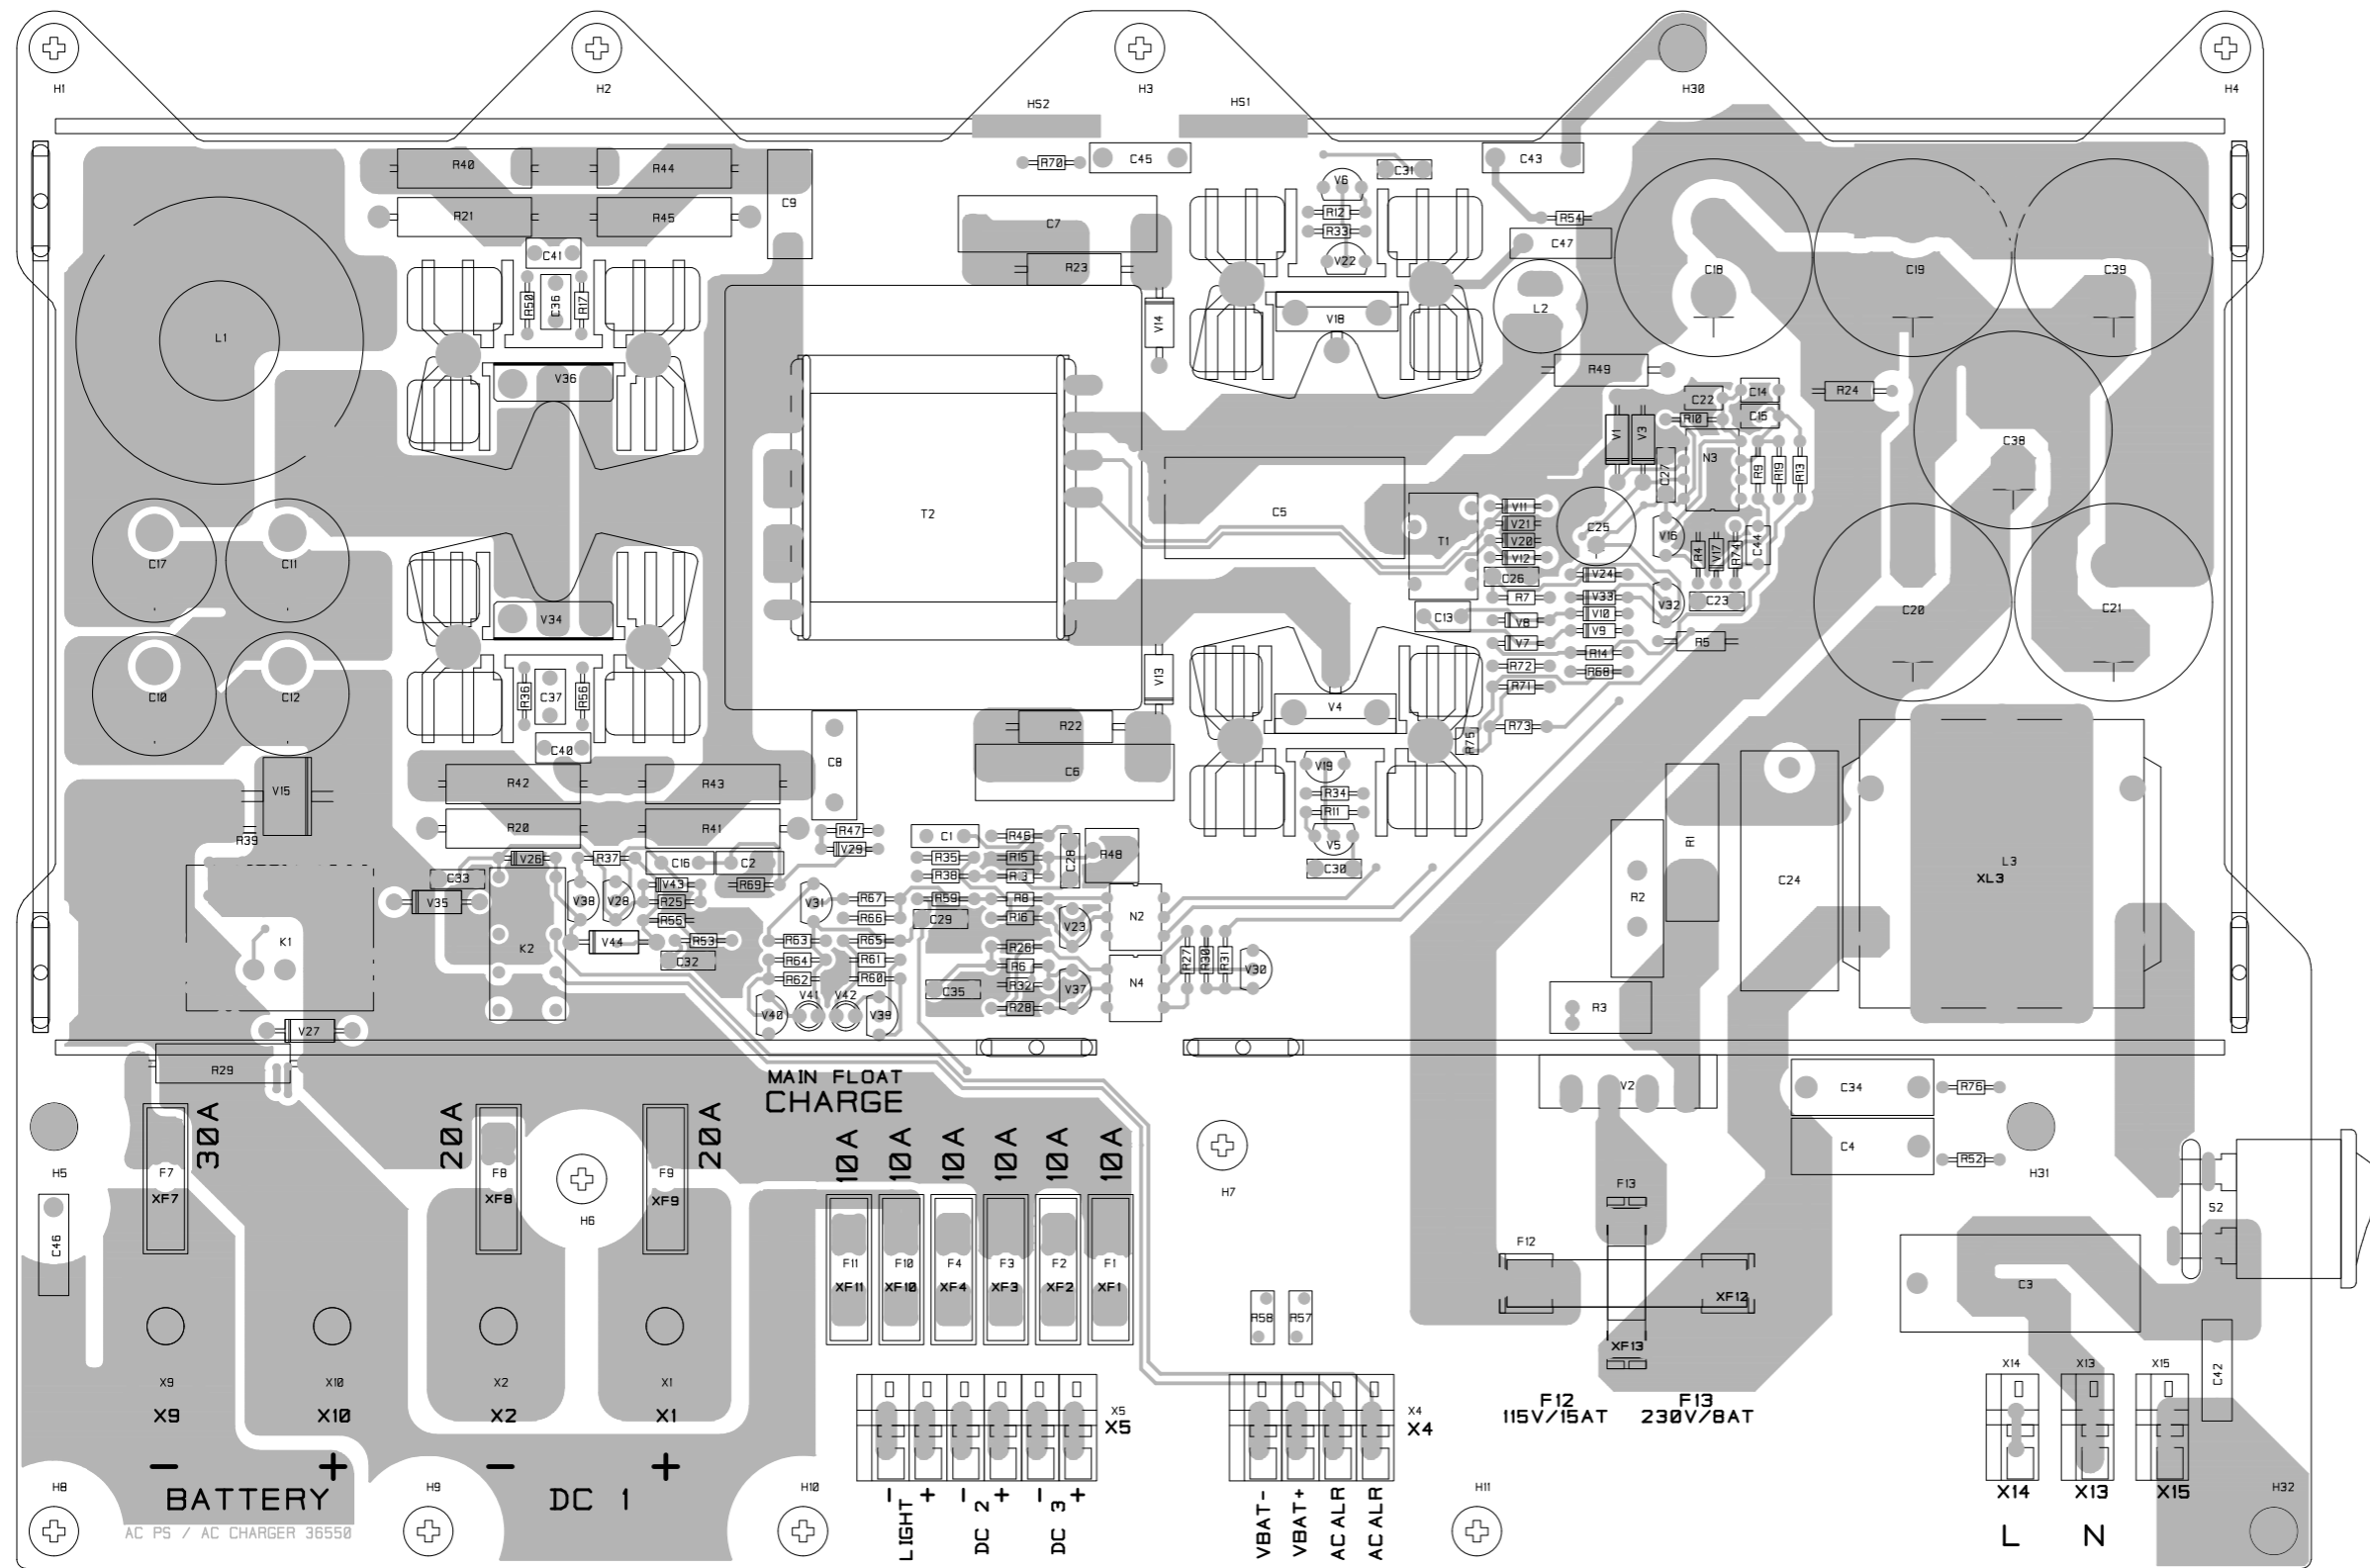 H1 H2 H3 H30 H4
HS2 HS1
R40 R44 C9 R70 C45 C31 C43
R21 R45 C7 V6 R12 R33 V22 R54 C47
C41 R23 C18 C19 C39
R50 C36 R17 V14 V18 L2
L1 V36 R49 R24
C22 C14 C15 R10
V1 V3 C27 N3 R9 R19 R13 C38
T2 C5 T1 V11 V21 V20 V12 C25 V16
C17 C11 R4 V17 R74 C44
C26 V24 R7 V33 V32 C23 C20 C21
V34 C13 V8 V10 V9
V7 R14 R5
R72 R68
C10 C12 R36 C37 R56 V13 R71
V4 R73 R75
C40 R22
C8 C6 V19
V15 R42 R43 R34
R39 R20 R41 R47 C1 R46 R11
V29 V5
V26 R37 C16 C2 R35 R15 C28 R48 C30 R1 L3
C33 V43 R69 R38 R2 C24 XL3
V35 V38 V28 R25 V31 R67 R59 R8 N2
R55 R66 C29 R16 V23
K1 K2 V44 R53 R63 R65 R26
C32 R64 R61 R6 R27 R30 R31 V30
R62 R60 C35 R32 V37 N4
V27 V40 V41 V42 V39 R28 R3
R29
MAIN FLOAT
CHARGE
V2 C34 R76
C4 R52
30A 20A 20A 10A 10A 10A 10A 10A 10A
H5 F7 F8 F9 H7 F13 H31
XF7 XF8 XF9
H6 S2
C46 F11 F10 F4 F3 F2 F1 F12
XF11 XF10 XF4 XF3 XF2 XF1 XF12 C3
R58 R57 XF13 C42
X9 X10 X2 X1 X14 X13 X15
X9 X10 X2 X1 X5 X4
X5 X4
F12 F13
115V/15AT 230V/8AT
- + - +
H8 BATTERY H9 DC 1 H10 H11 X14 X13 X15 H32
- + - + - +
LIGHT DC 2 DC 3
VBAT- VBAT+ AC ALR AC ALR
L N
AC PS / AC CHARGER 36550